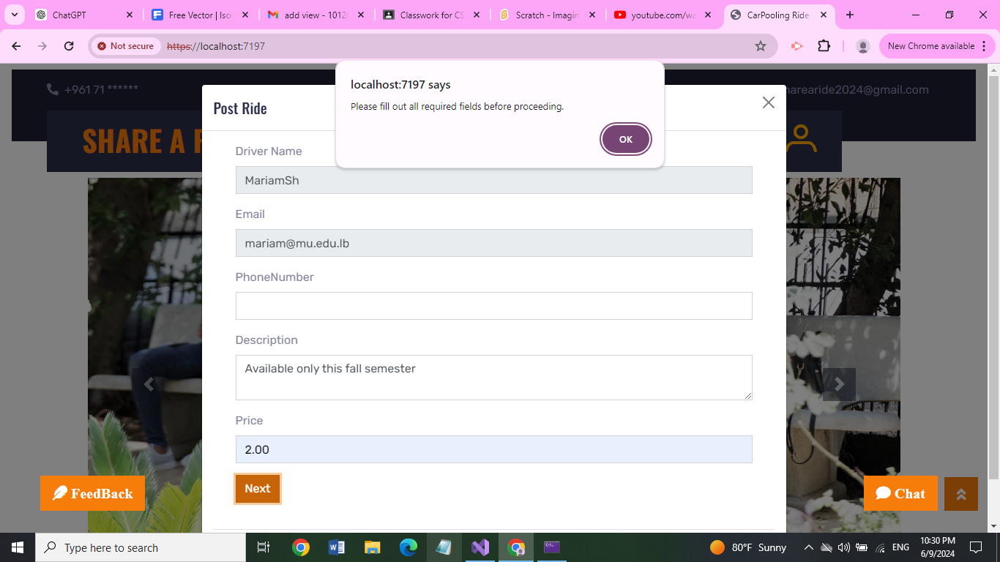 ChatGPT
Free Vector | Iso
add view - 1012
Classwork for CS
Scratch - Imagin
youtube.com/wa
CarPooling Ride
Not secure
https://localhost:7197
New Chrome available
+961 71 ******
harearide2024@gmail.com
SHARE A
localhost:7197 says
Please fill out all required fields before proceeding.
OK
Post Ride
Driver Name
MariamSh
Email
mariam@mu.edu.lb
PhoneNumber
Description
Available only this fall semester
Price
2.00
Next
FeedBack
Chat
Type here to search
80°F Sunny
ENG
10:30 PM
6/9/2024